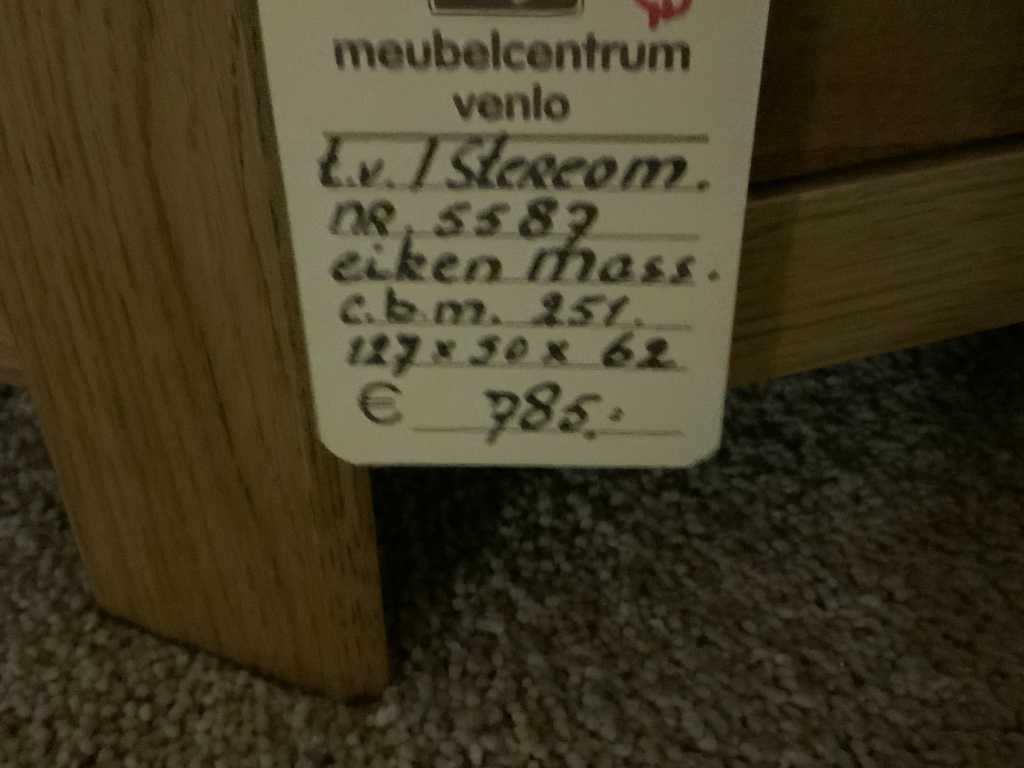 meubelcentrum
venlo
t.v. / Stereom.
nR. 5587
eiken mass.
c.b.m. 251.
127 x 50 x 62
€ 785.-